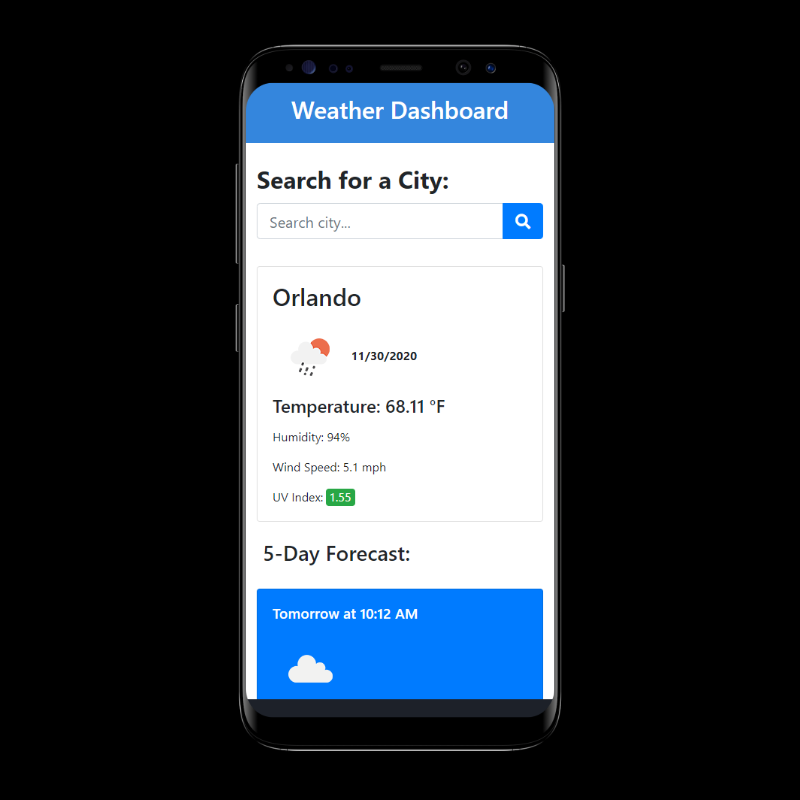 Weather Dashboard
Search for a City:
Search city...
Orlando
11/30/2020
Temperature: 68.11 °F
Humidity: 94%
Wind Speed: 5.1 mph
UV Index: 1.55
5-Day Forecast:
Tomorrow at 10:12 AM